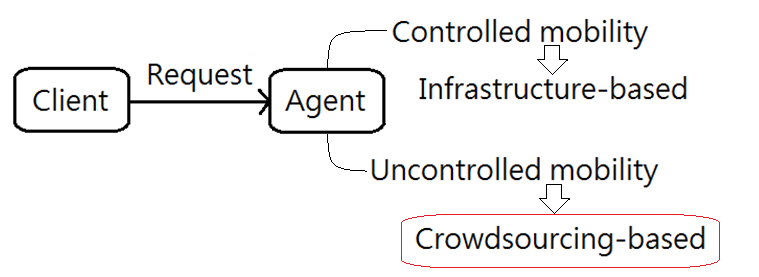 Client
Request
Agent
Controlled mobility
Infrastructure-based
Uncontrolled mobility
Crowdsourcing-based